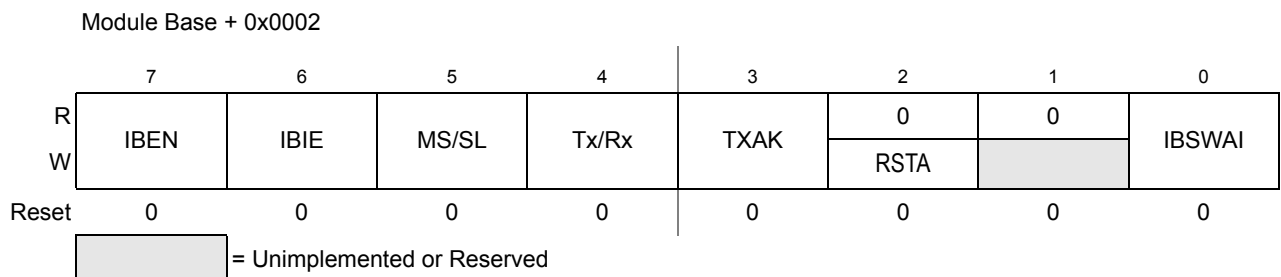 Module Base + 0x0002
7 6 5 4 3 2 1 0
R IBEN IBIE MS/SL Tx/Rx TXAK 0 0 IBSWAI
W RSTA
Reset 0 0 0 0 0 0 0 0
= Unimplemented or Reserved